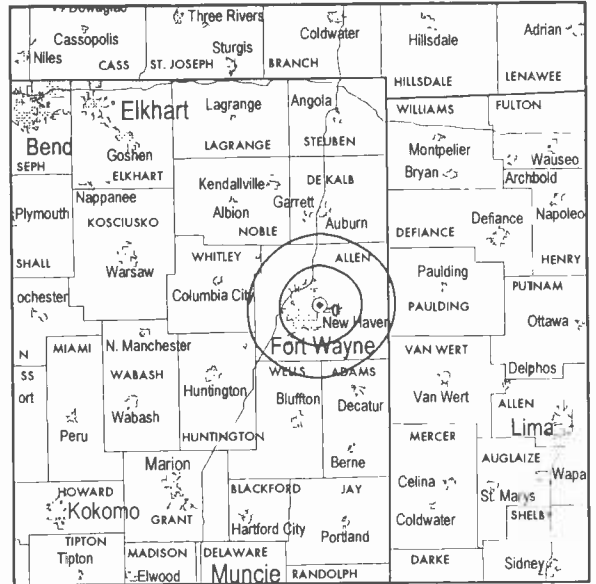 Dowagiac
Three Rivers
Coldwater
Hillsdale
Adrian
Cassopolis
Niles
CASS
ST. JOSEPH
Sturgis
BRANCH
HILLSDALE
LENAWEE
Elkhart
Lagrange
Angola
WILLIAMS
FULTON
Bend
Goshen
LAGRANGE
STEUBEN
Montpelier
Wauseo
SEPH
ELKHART
Bryan
Archbold
Nappanee
Kendallville
DE KALB
Plymouth
KOSCIUSKO
Albion
Garrett
Auburn
Defiance
Napoleo
NOBLE
DEFIANCE
SHALL
Warsaw
WHITLEY
ALLEN
HENRY
Paulding
PUTNAM
ochester
Columbia City
PAULDING
New Haven
Ottawa
N
MIAMI
N. Manchester
Fort Wayne
VAN WERT
SS
WABASH
WELLS
ADAMS
Delphos
ort
Huntington
Bluffton
Decatur
Van Wert
ALLEN
Wabash
Lima
Peru
HUNTINGTON
MERCER
Marion
Berne
AUGLAIZE
Wapa
HOWARD
BLACKFORD
JAY
Celina
St. Marys
Kokomo
GRANT
Hartford City
Coldwater
SHELB
TIPTON
Portland
Tipton
MADISON
DELAWARE
DARKE
Elwood
Muncie
RANDOLPH
Sidney